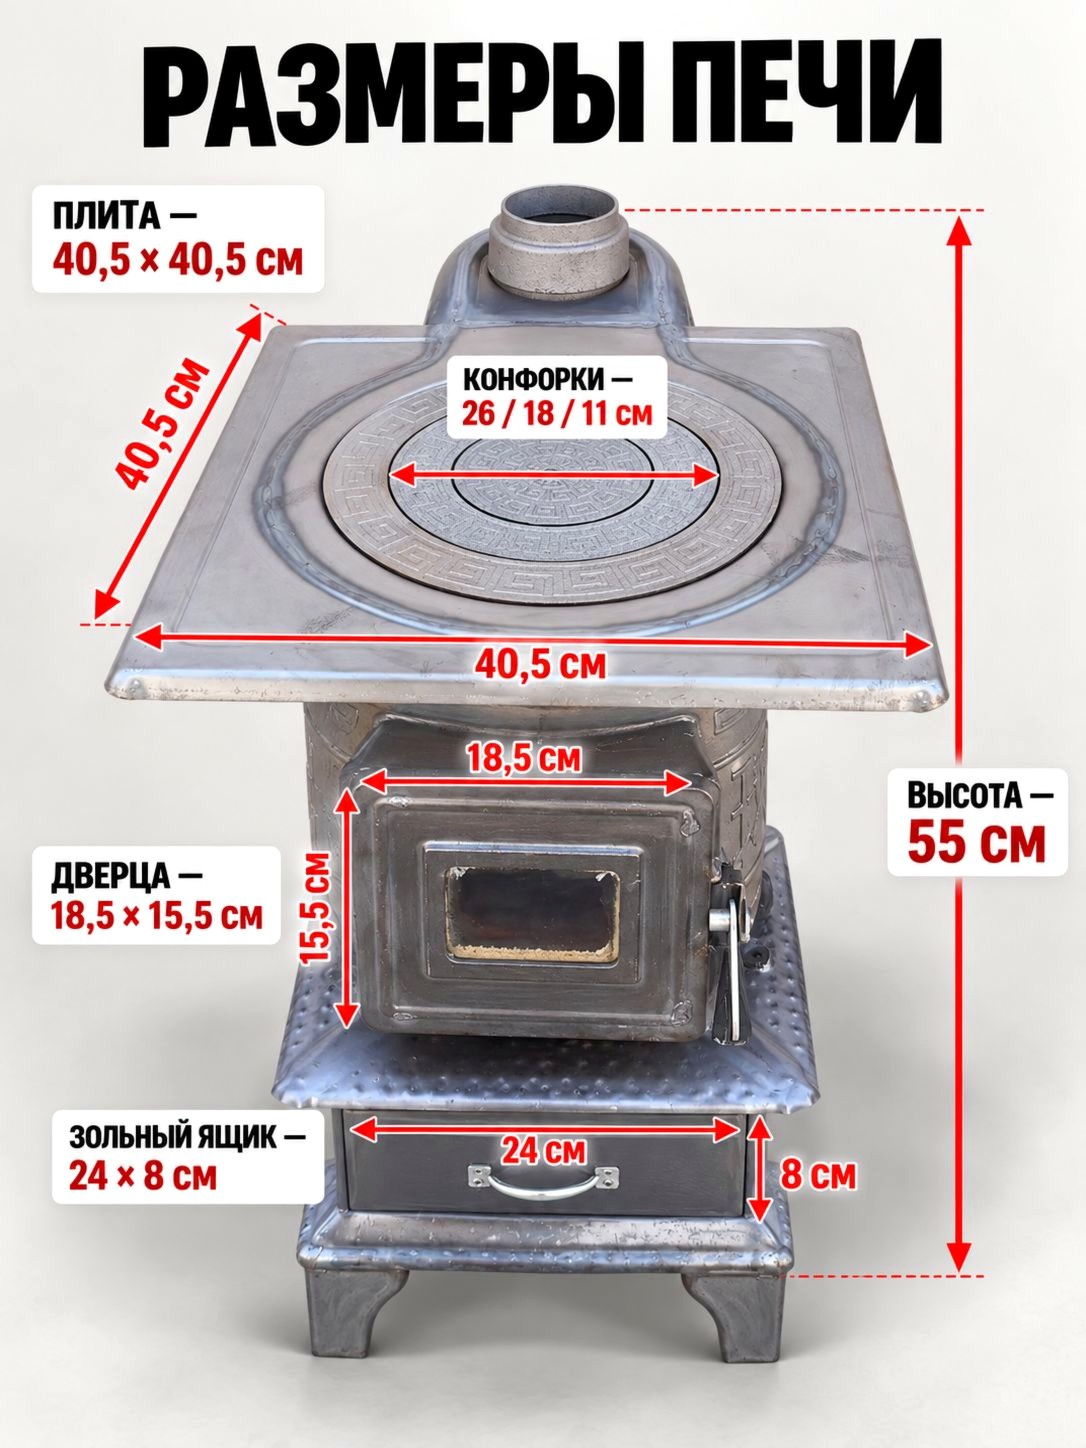 РАЗМЕРЫ ПЕЧИ
ПЛИТА —
40,5 × 40,5 см
КОНФОРКИ —
26 / 18 / 11 см
40,5 см
40,5 см
18,5 см
ВЫСОТА —
55 см
ДВЕРЦА —
18,5 × 15,5 см
15,5 см
ЗОЛЬНЫЙ ЯЩИК —
24 × 8 см
24 см
8 см